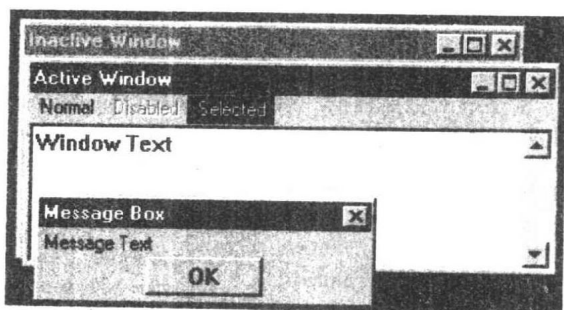 Inactive Window
Active Window
Normal Disabled Selected
Window Text
Message Box
Message Text
OK